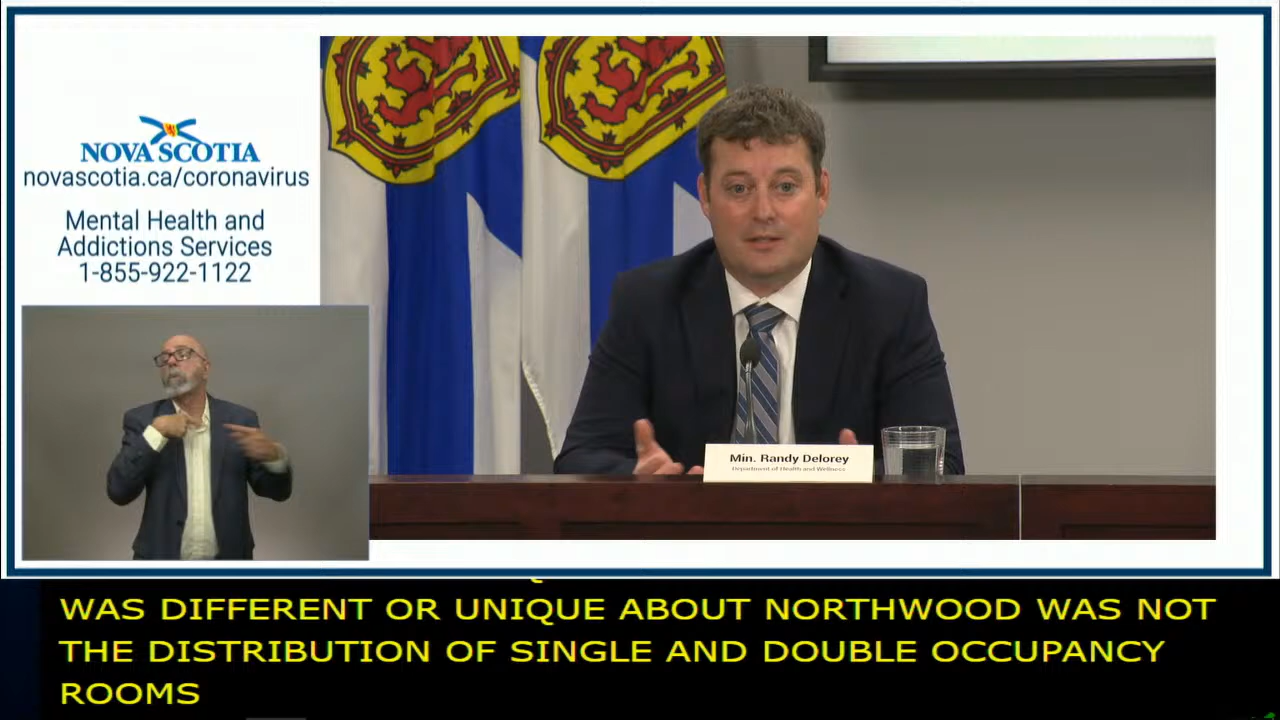 NOVA SCOTIA
novascotia.ca/coronavirus
Mental Health and
Addictions Services
1-855-922-1122
Min. Randy Delorey
Department of Health and Wellness
WAS DIFFERENT OR UNIQUE ABOUT NORTHWOOD WAS NOT
THE DISTRIBUTION OF SINGLE AND DOUBLE OCCUPANCY
ROOMS